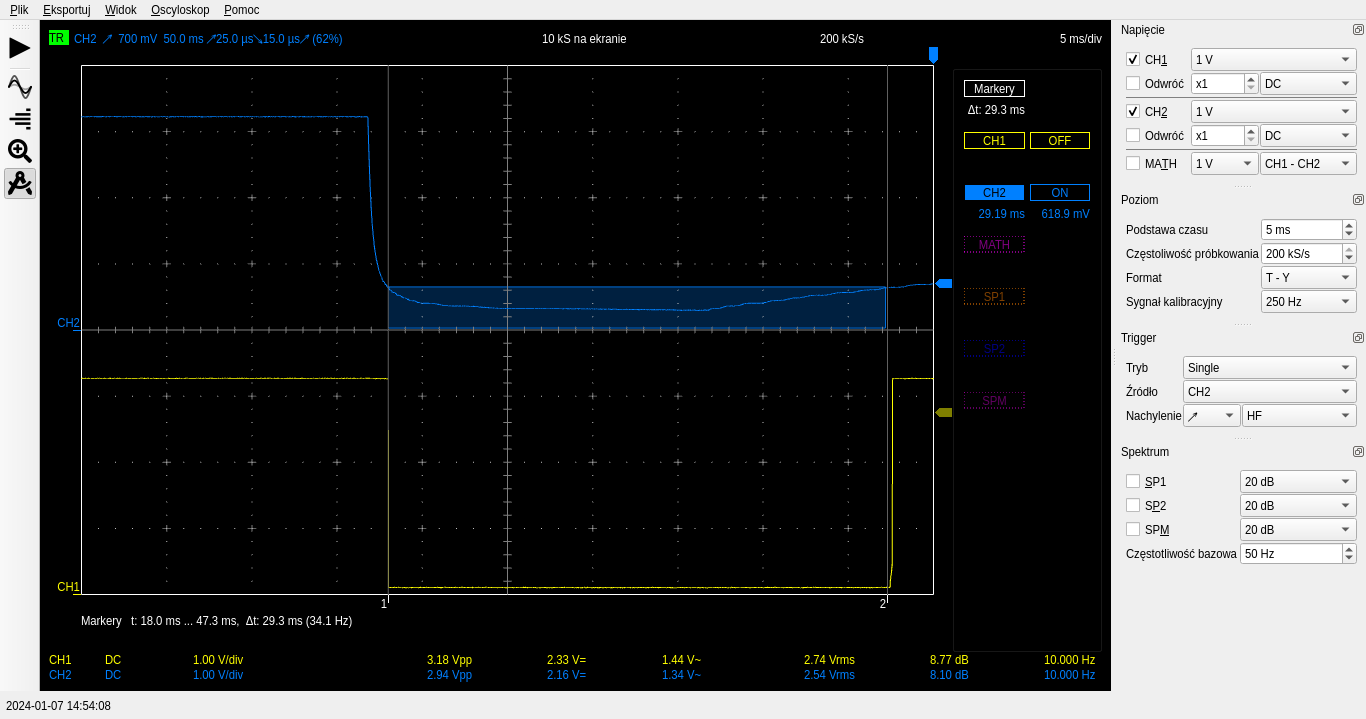 Plik Eksportuj Widok Oscyloskop Pomoc
TR CH2 700 mV 50.0 ms 25.0 µs 15.0 µs (62%) 10 kS na ekranie 200 kS/s 5 ms/div
Markery
Δt: 29.3 ms
CH1 OFF
CH2 ON
29.19 ms 618.9 mV
MATH
SP1
SP2
SPM
CH2
CH1
1 2
Markery t: 18.0 ms ... 47.3 ms, Δt: 29.3 ms (34.1 Hz)
CH1 DC 1.00 V/div 3.18 Vpp 2.33 V= 1.44 V~ 2.74 Vrms 8.77 dB 10.000 Hz
CH2 DC 1.00 V/div 2.94 Vpp 2.16 V= 1.34 V~ 2.54 Vrms 8.10 dB 10.000 Hz
Napięcie
CH1 1 V
Odwróć x1 DC
CH2 1 V
Odwróć x1 DC
MATH 1 V CH1 - CH2
Poziom
Podstawa czasu 5 ms
Częstoliwość próbkowania 200 kS/s
Format T - Y
Sygnał kalibracyjny 250 Hz
Trigger
Tryb Single
Źródło CH2
Nachylenie HF
Spektrum
SP1 20 dB
SP2 20 dB
SPM 20 dB
Częstotliwość bazowa 50 Hz
2024-01-07 14:54:08